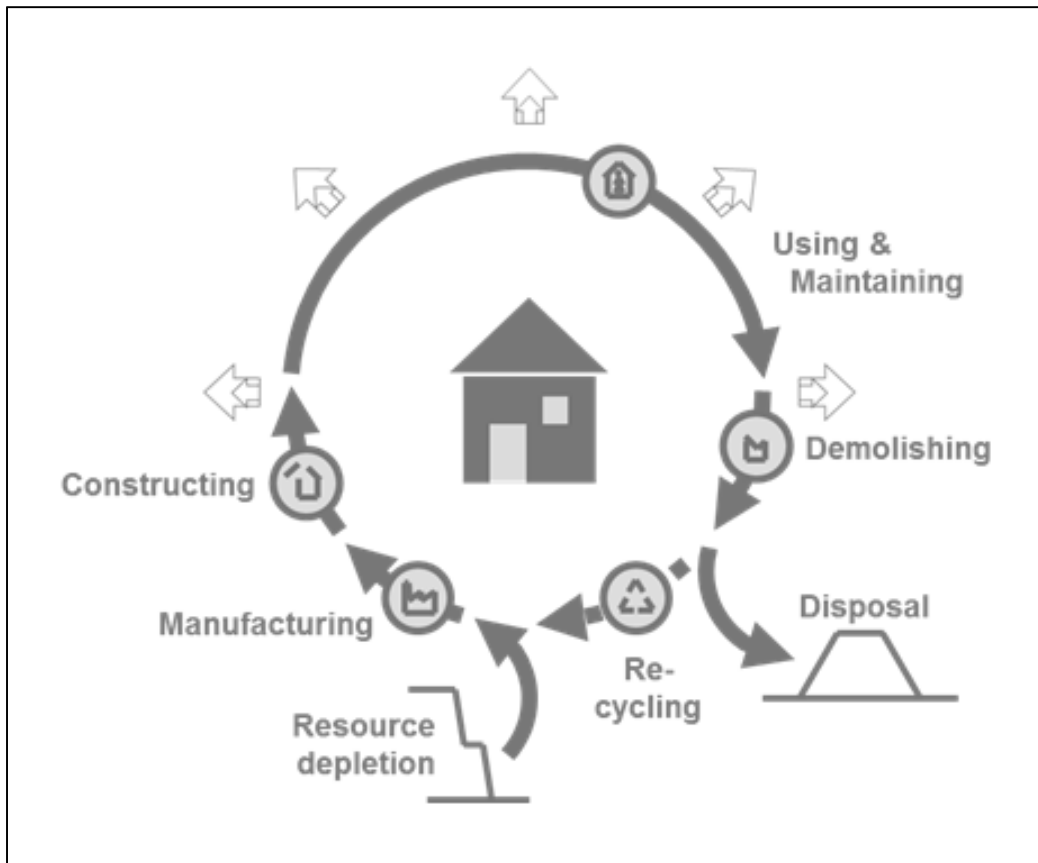 Using &
Maintaining
Demolishing
Constructing
Disposal
Manufacturing
Re-
cycling
Resource
depletion